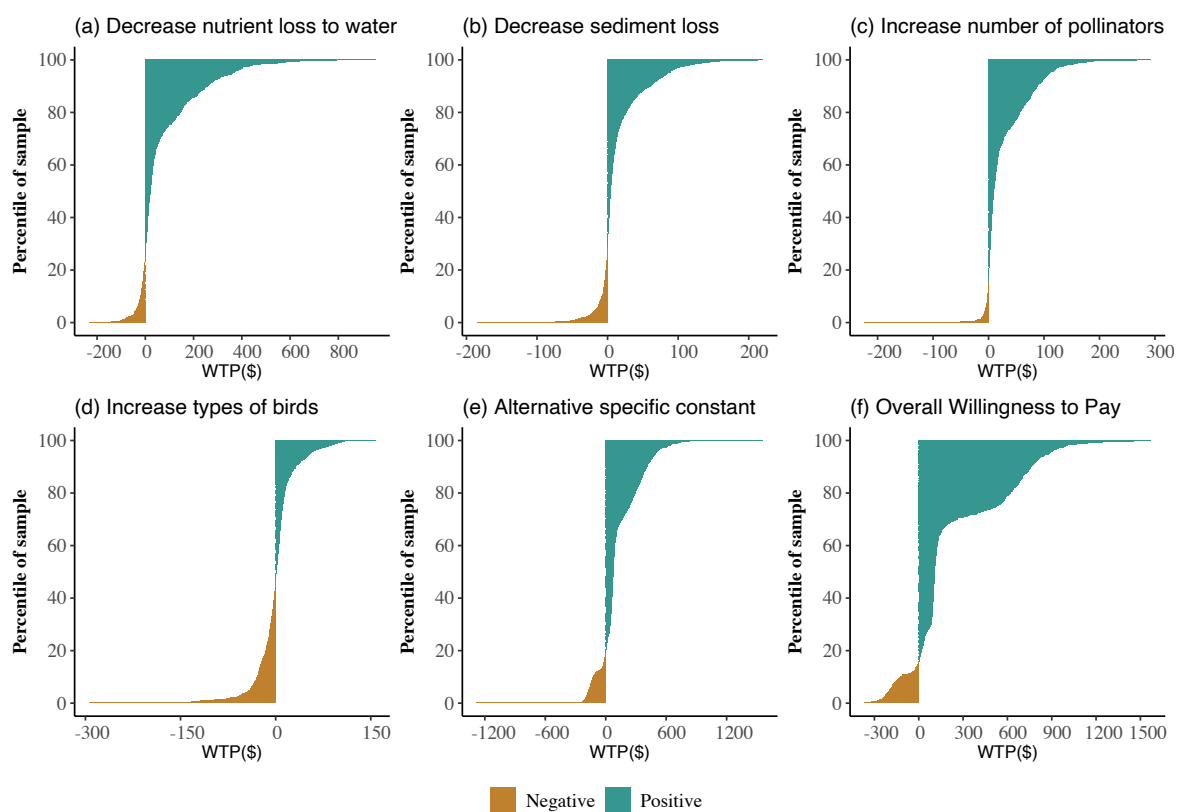 (a) Decrease nutrient loss to water
(b) Decrease sediment loss
(c) Increase number of pollinators
Percentile of sample
100
80
60
40
20
0
-200 0 200 400 600 800
WTP($)
Percentile of sample
100
80
60
40
20
0
-200 -100 0 100 200
WTP($)
Percentile of sample
100
80
60
40
20
0
-200 -100 0 100 200 300
WTP($)
(d) Increase types of birds
(e) Alternative specific constant
(f) Overall Willingness to Pay
Percentile of sample
100
80
60
40
20
0
-300 -150 0 150
WTP($)
Percentile of sample
100
80
60
40
20
0
-1200 -600 0 600 1200
WTP($)
Percentile of sample
100
80
60
40
20
0
-300 0 300 600 900 1200 1500
WTP($)
Negative Positive